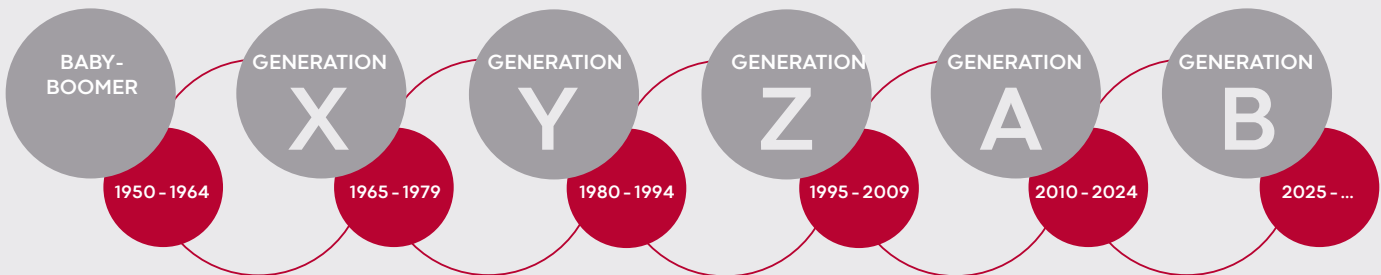 BABY-
BOOMER
1950 - 1964
GENERATION
X
1965 - 1979
GENERATION
Y
1980 - 1994
GENERATION
Z
1995 - 2009
GENERATION
A
2010 - 2024
GENERATION
B
2025 - ...